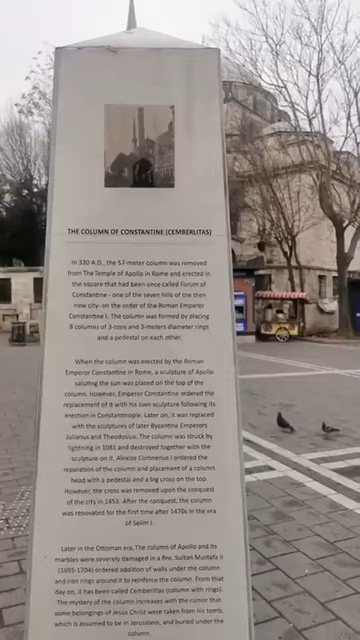 THE COLUMN OF CONSTANTINE (CEMBERLITAS)
In 330 A.D., the 57-meter column was removed
from The Temple of Apollo in Rome and erected in
the square that had been once called Forum of
Constantine - one of the seven hills of the then
new city- on the order of the Roman Emperor
Constantine I. The column was formed by placing
8 columns of 3-tons and 3-meters diameter rings
and a pedestal on each other.
When the column was erected by the Roman
Emperor Constantine in Rome, a sculpture of Apollo
saluting the sun was placed on the top of the
column. However, Emperor Constantine ordered the
replacement of it with his own sculpture following its
erection in Constantinople. Later on, it was replaced
with the sculptures of later Byzantine Emperors
Julianus and Theodosius. The column was struck by
lightning in 1081 and destroyed together with the
sculpture on it. Alexios Comnenus I ordered the
reparation of the column and placement of a column
head with a pedestal and a big cross on the top.
However, the cross was removed upon the conquest
of the city in 1453. After the conquest, the column
was renovated for the first time after 1470s in the era
of Selim I.
Later in the Ottoman era, The column of Apollo and its
marbles were severely damaged in a fire. Sultan Mustafa II
(1695-1704) ordered addition of walls under the column
and iron rings around it to reinforce the column. From that
day on, it has been called Cemberlitas (column with rings).
The mystery of the column increases with the rumor that
some belongings of Jesus Christ were taken from his tomb,
which is assumed to be in Jerusalem, and buried under the
column.